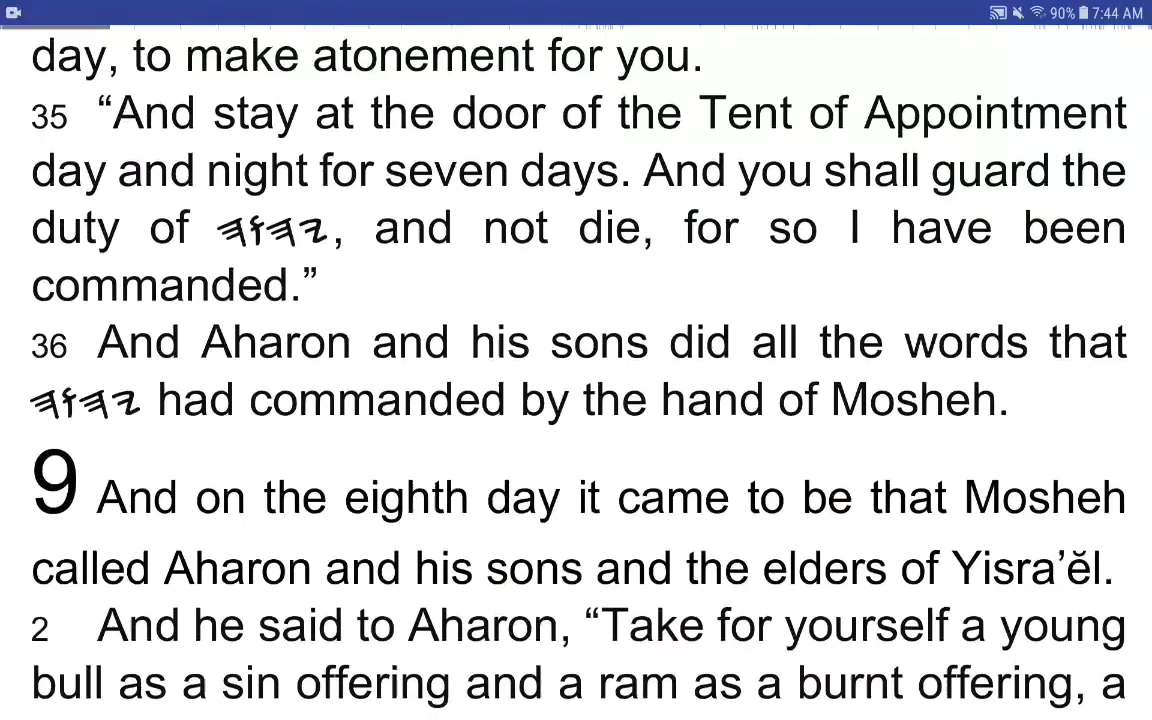 90% 7:44 AM
day, to make atonement for you.
35 “And stay at the door of the Tent of Appointment
day and night for seven days. And you shall guard the
duty of 𐤉𐤄𐤅𐤄, and not die, for so I have been
commanded.”
36 And Aharon and his sons did all the words that
𐤉𐤄𐤅𐤄 had commanded by the hand of Mosheh.
9 And on the eighth day it came to be that Mosheh
called Aharon and his sons and the elders of Yisra’ĕl.
2 And he said to Aharon, “Take for yourself a young
bull as a sin offering and a ram as a burnt offering, a